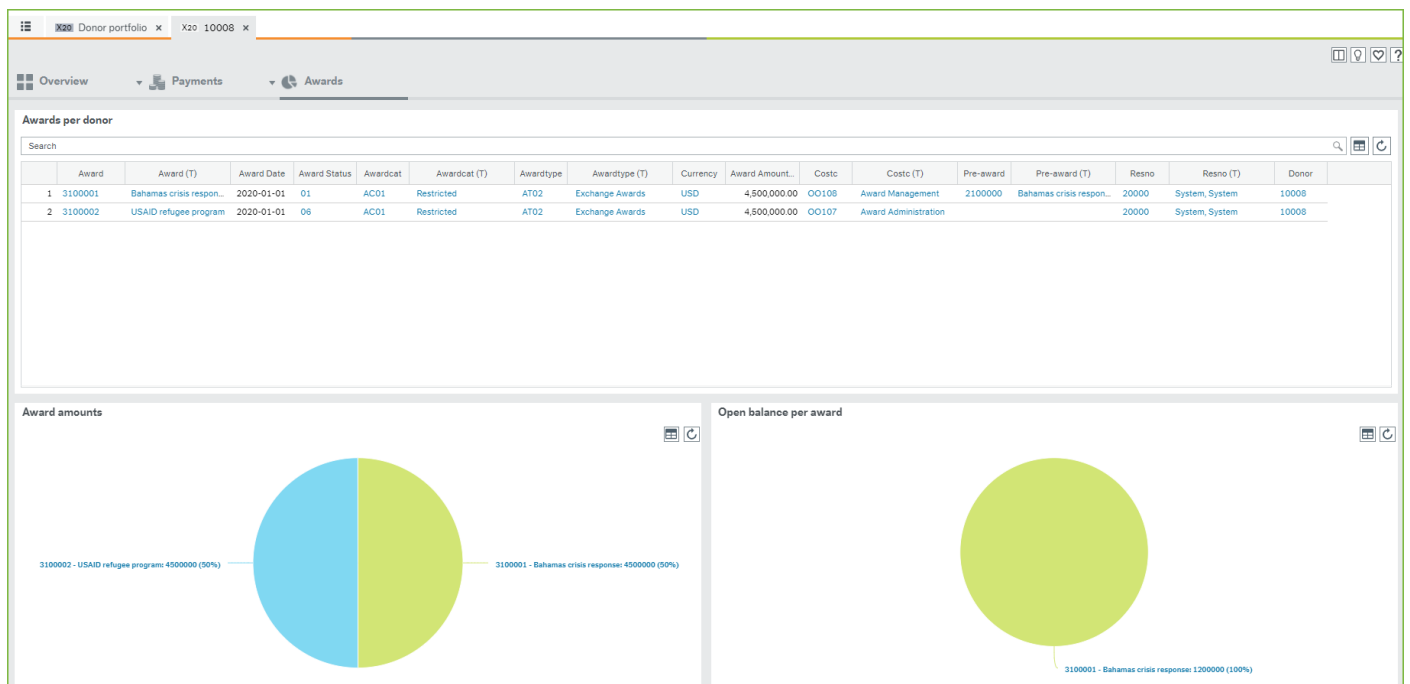 X20 Donor portfolio x X20 10008 x
?
Overview Payments Awards
Awards per donor
Search
Award Award (T) Award Date Award Status Awardcat Awardcat (T) Awardtype Awardtype (T) Currency Award Amount... Costc Costc (T) Pre-award Pre-award (T) Resno Resno (T) Donor
1 3100001 Bahamas crisis respon... 2020-01-01 01 AC01 Restricted AT02 Exchange Awards USD 4,500,000.00 OO108 Award Management 2100000 Bahamas crisis respon... 20000 System, System 10008
2 3100002 USAID refugee program 2020-01-01 06 AC01 Restricted AT02 Exchange Awards USD 4,500,000.00 OO107 Award Administration 20000 System, System 10008
Award amounts
3100002 - USAID refugee program: 4500000 (50%)
3100001 - Bahamas crisis response: 4500000 (50%)
Open balance per award
3100001 - Bahamas crisis response: 1200000 (100%)